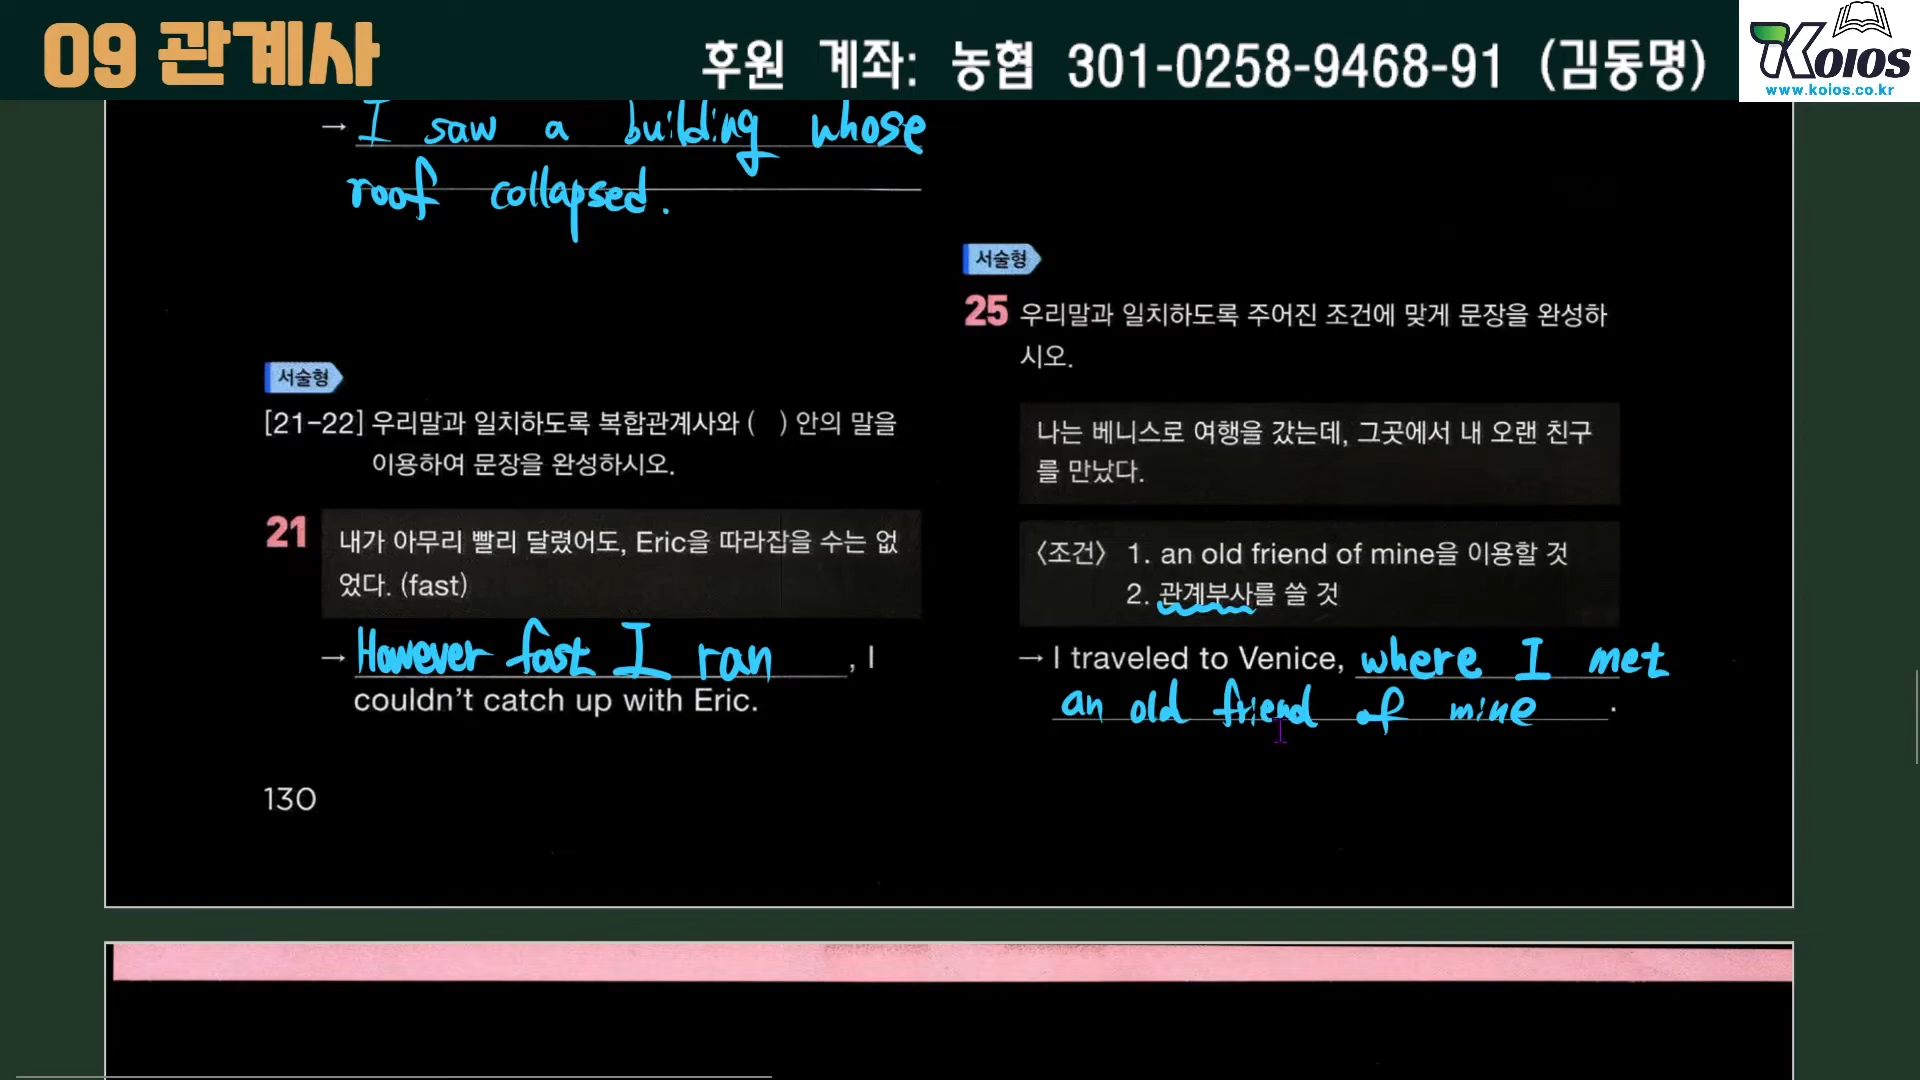 09 관계사
후원 계좌: 농협 301-0258-9468-91 (김동명)
Koios
www.koios.co.kr
→ I saw a building whose
roof collapsed.
서술형
[21-22] 우리말과 일치하도록 복합관계사와 ( ) 안의 말을
이용하여 문장을 완성하시오.
21 내가 아무리 빨리 달렸어도, Eric을 따라잡을 수는 없
었다. (fast)
→ However fast I ran , I
couldn't catch up with Eric.
130
서술형
25 우리말과 일치하도록 주어진 조건에 맞게 문장을 완성하
시오.
나는 베니스로 여행을 갔는데, 그곳에서 내 오랜 친구
를 만났다.
〈조건〉 1. an old friend of mine을 이용할 것
2. 관계부사를 쓸 것
→ I traveled to Venice, where I met
an old friend of mine .